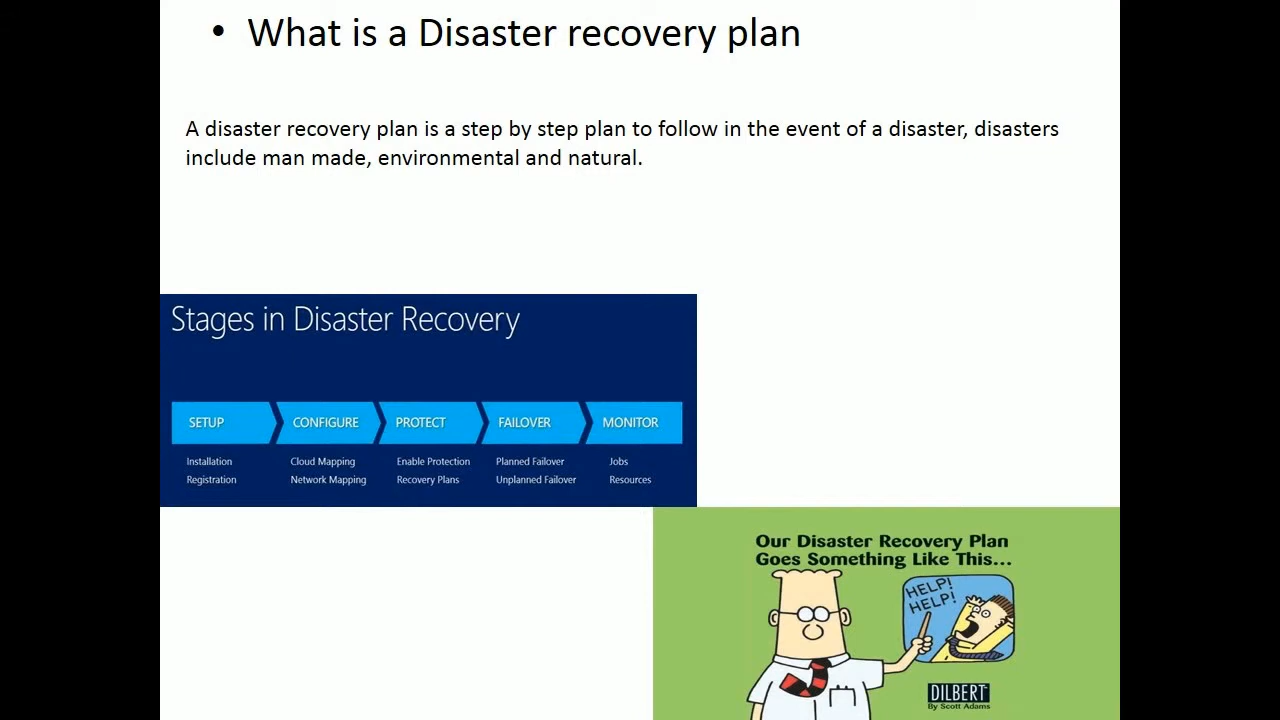 • What is a Disaster recovery plan
A disaster recovery plan is a step by step plan to follow in the event of a disaster, disasters
include man made, environmental and natural.
Stages in Disaster Recovery
SETUP CONFIGURE PROTECT FAILOVER MONITOR
Installation Cloud Mapping Enable Protection Planned Failover Jobs
Registration Network Mapping Recovery Plans Unplanned Failover Resources
Our Disaster Recovery Plan
Goes Something Like This...
HELP!
HELP!
DILBERT
By Scott Adams